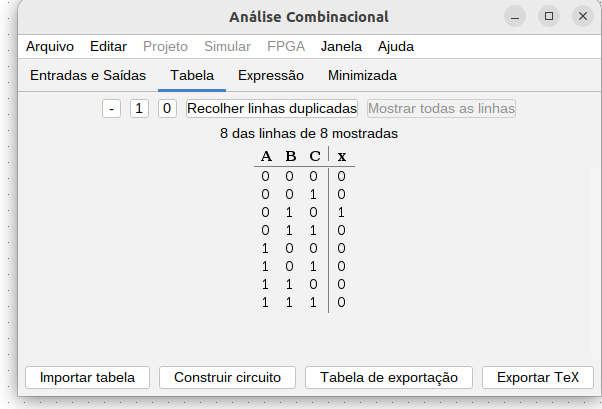 Análise Combinacional
Arquivo Editar Projeto Simular FPGA Janela Ajuda
Entradas e Saídas Tabela Expressão Minimizada
- 1 0 Recolher linhas duplicadas Mostrar todas as linhas
8 das linhas de 8 mostradas
A B C x
0 0 0 0
0 0 1 0
0 1 0 1
0 1 1 0
1 0 0 0
1 0 1 0
1 1 0 0
1 1 1 0
Importar tabela Construir circuito Tabela de exportação Exportar TeX